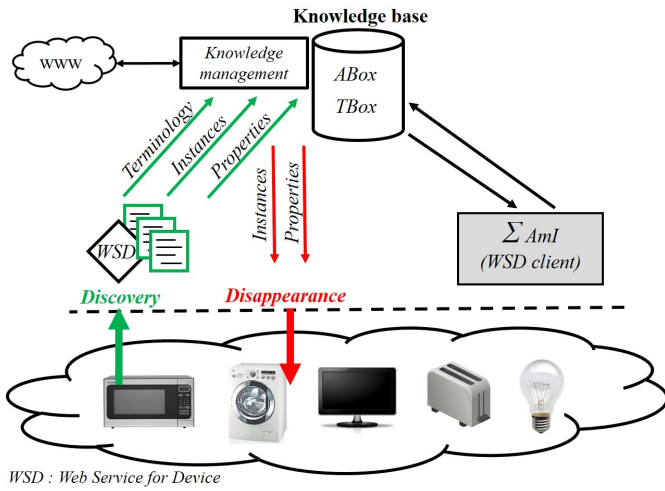 Knowledge base
WWW
Knowledge
management
ABox
TBox
Terminology
Instances
Properties
Instances
Properties
WSD
Σ AmI
(WSD client)
Discovery
Disappearance
WSD : Web Service for Device